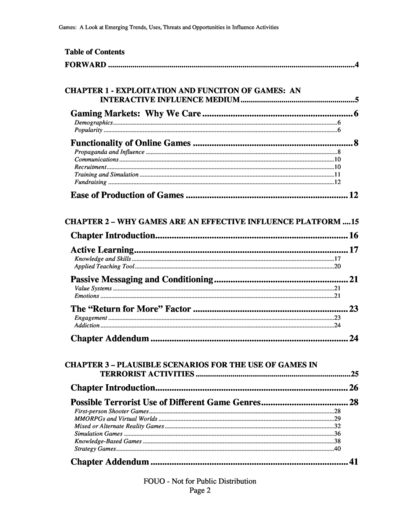 Games: A Look at Emerging Trends, Uses, Threats and Opportunities in Influence Activities
Table of Contents
FORWARD ...4
CHAPTER 1 - EXPLOITATION AND FUNCITON OF GAMES: AN
INTERACTIVE INFLUENCE MEDIUM ...5
Gaming Markets: Why We Care ...6
Demographics ...6
Popularity ...6
Functionality of Online Games ...8
Propaganda and Influence ...8
Communications ...10
Recruitment ...10
Training and Simulation ...11
Fundraising ...12
Ease of Production of Games ...12
CHAPTER 2 – WHY GAMES ARE AN EFFECTIVE INFLUENCE PLATFORM ....15
Chapter Introduction ...16
Active Learning ...17
Knowledge and Skills ...17
Applied Teaching Tool ...20
Passive Messaging and Conditioning ...21
Value Systems ...21
Emotions ...21
The “Return for More” Factor ...23
Engagement ...23
Addiction ...24
Chapter Addendum ...24
CHAPTER 3 – PLAUSIBLE SCENARIOS FOR THE USE OF GAMES IN
TERRORIST ACTIVITIES ...25
Chapter Introduction ...26
Possible Terrorist Use of Different Game Genres ...28
First-person Shooter Games ...28
MMORPGs and Virtual Worlds ...29
Mixed or Alternate Reality Games ...32
Simulation Games ...36
Knowledge-Based Games ...38
Strategy Games ...40
Chapter Addendum ...41
FOUO - Not for Public Distribution
Page 2